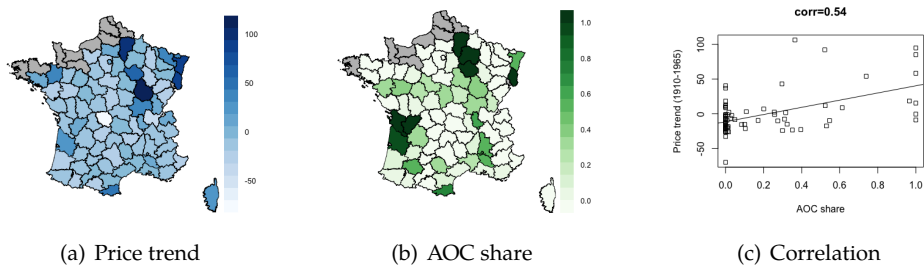 100
50
0
-50
1.0
0.8
0.6
0.4
0.2
0.0
corr=0.54
Price trend (1910-1965)
100
50
0
-50
0.0 0.2 0.4 0.6 0.8 1.0
AOC share
(a) Price trend
(b) AOC share
(c) Correlation